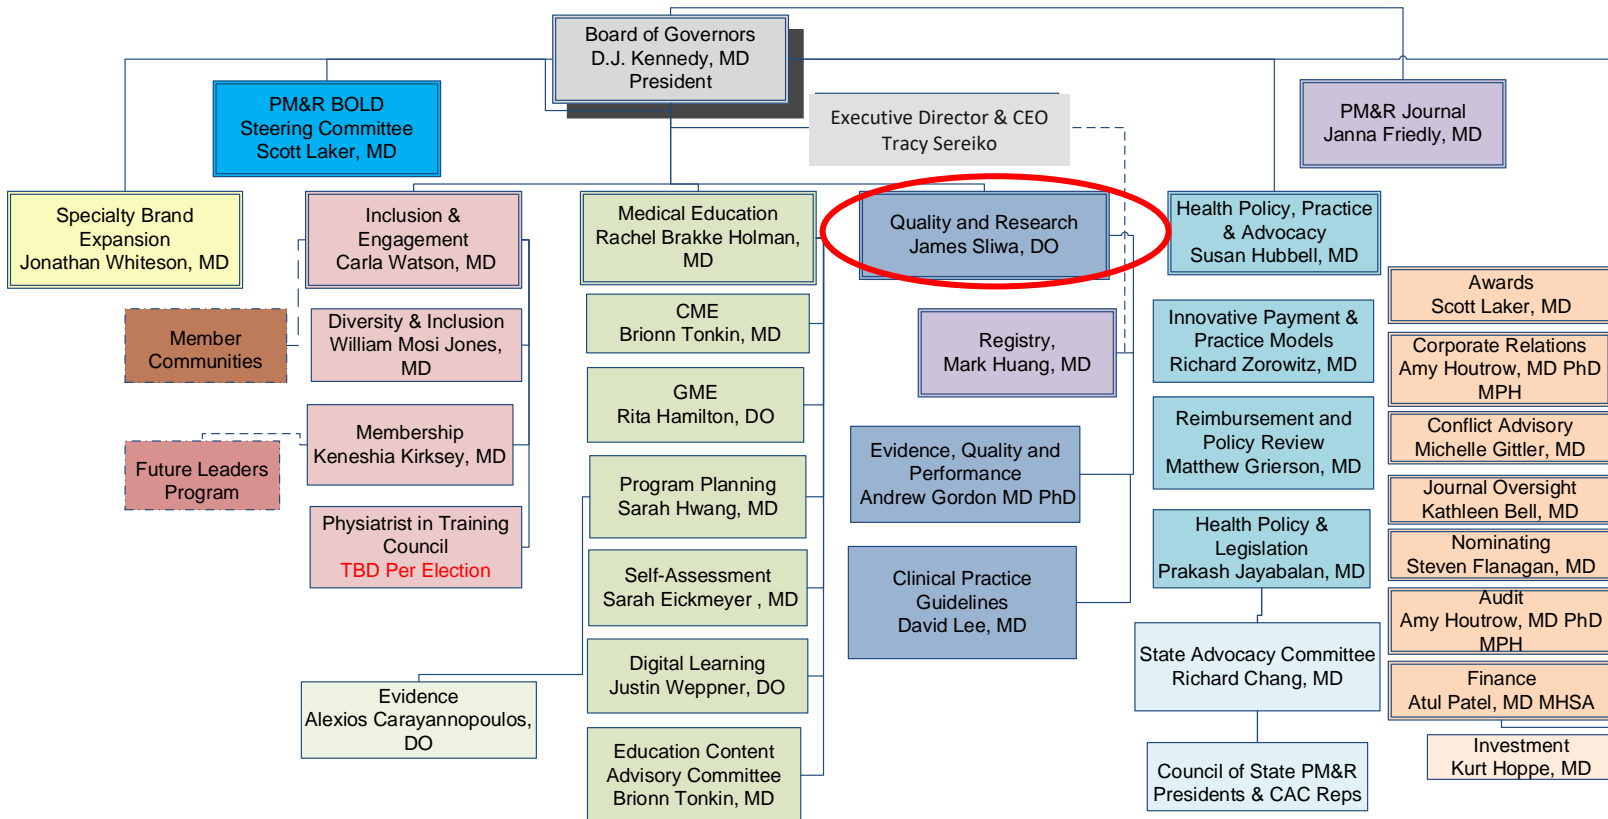 Board of Governors
D.J. Kennedy, MD
President
PM&R BOLD
Steering Committee
Scott Laker, MD
Executive Director & CEO
Tracy Sereiko
PM&R Journal
Janna Friedly, MD
Specialty Brand
Expansion
Jonathan Whiteson, MD
Inclusion &
Engagement
Carla Watson, MD
Member
Communities
Diversity & Inclusion
William Mosi Jones,
MD
Membership
Keneshia Kirksey, MD
Future Leaders
Program
Physiatrist in Training
Council
TBD Per Election
Medical Education
Rachel Brakke Holman,
MD
CME
Brionn Tonkin, MD
GME
Rita Hamilton, DO
Program Planning
Sarah Hwang, MD
Self-Assessment
Sarah Eickmeyer , MD
Digital Learning
Justin Weppner, DO
Evidence
Alexios Carayannopoulos,
DO
Education Content
Advisory Committee
Brionn Tonkin, MD
Quality and Research
James Sliwa, DO
Registry,
Mark Huang, MD
Evidence, Quality and
Performance
Andrew Gordon MD PhD
Clinical Practice
Guidelines
David Lee, MD
Health Policy, Practice
& Advocacy
Susan Hubbell, MD
Innovative Payment &
Practice Models
Richard Zorowitz, MD
Reimbursement and
Policy Review
Matthew Grierson, MD
Health Policy &
Legislation
Prakash Jayabalan, MD
State Advocacy Committee
Richard Chang, MD
Council of State PM&R
Presidents & CAC Reps
Awards
Scott Laker, MD
Corporate Relations
Amy Houtrow, MD PhD
MPH
Conflict Advisory
Michelle Gittler, MD
Journal Oversight
Kathleen Bell, MD
Nominating
Steven Flanagan, MD
Audit
Amy Houtrow, MD PhD
MPH
Finance
Atul Patel, MD MHSA
Investment
Kurt Hoppe, MD